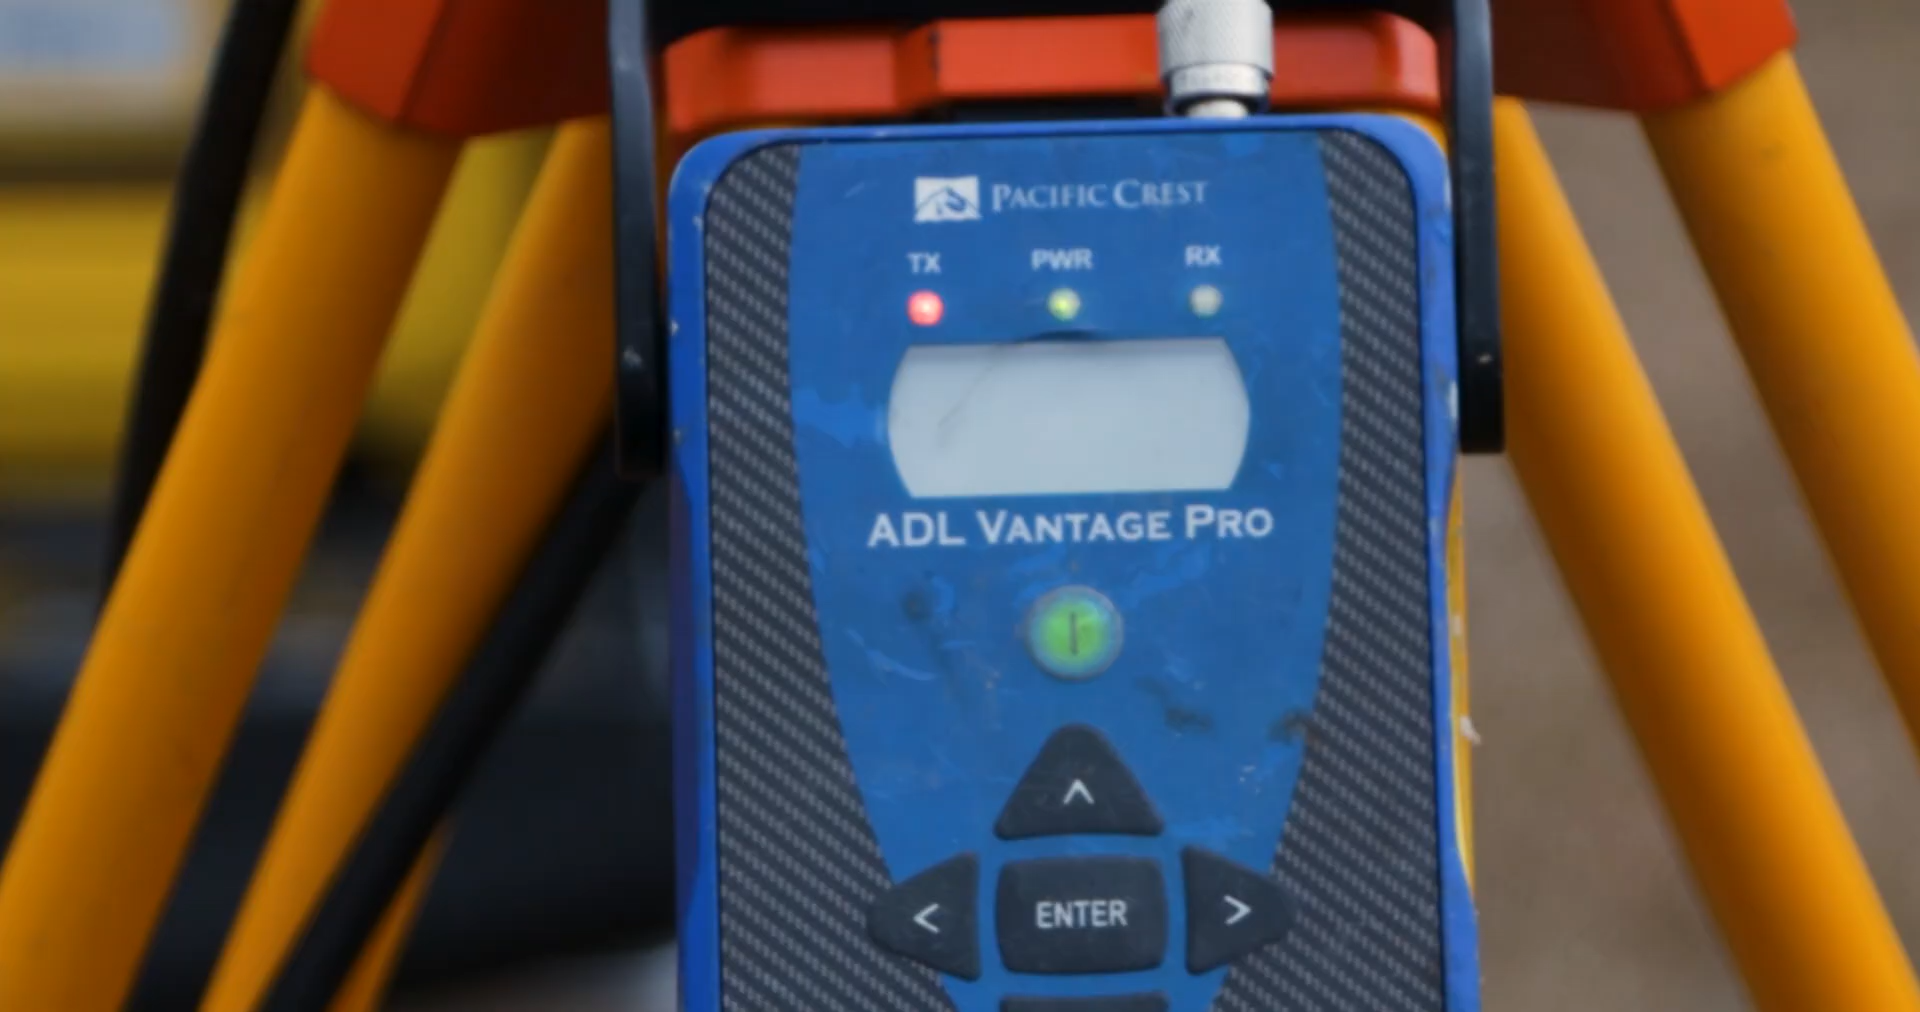 PACIFIC CREST
TX PWR RX
ADL VANTAGE PRO
^
< ENTER >